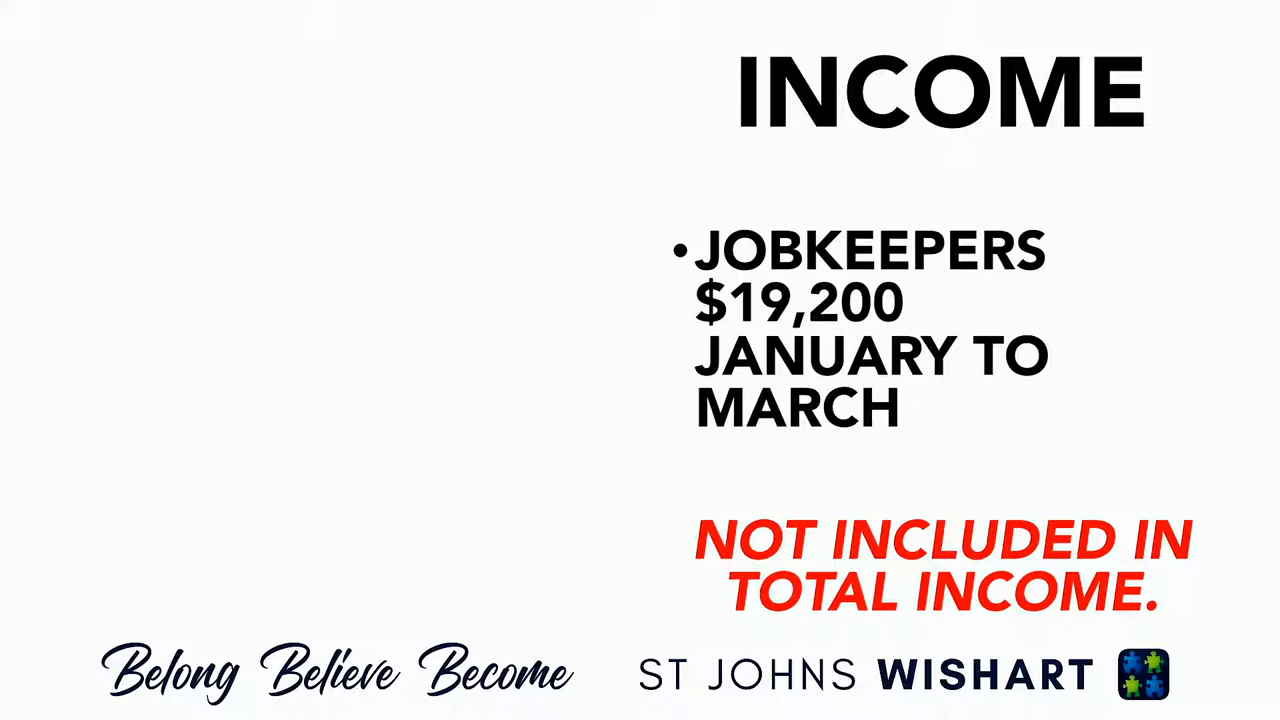 INCOME
• JOBKEEPERS
$19,200
JANUARY TO
MARCH
NOT INCLUDED IN
TOTAL INCOME.
Belong Believe Become
ST JOHNS WISHART